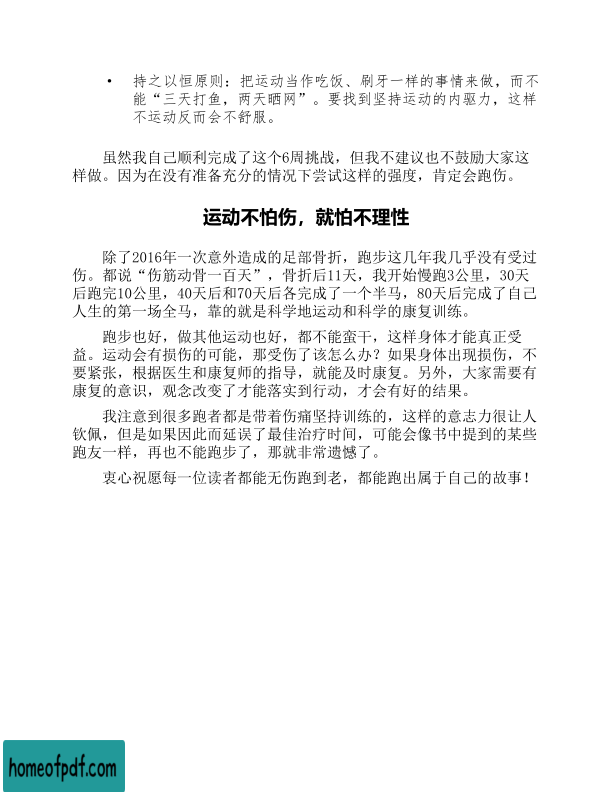 • 持之以恒原则：把运动当作吃饭、刷牙一样的事情来做，而不
能“三天打鱼，两天晒网”。要找到坚持运动的内驱力，这样
不运动反而会不舒服。
虽然我自己顺利完成了这个6周挑战，但我不建议也不鼓励大家这
样做。因为在没有准备充分的情况下尝试这样的强度，肯定会跑伤。
运动不怕伤，就怕不理性
除了2016年一次意外造成的足部骨折，跑步这几年我几乎没有受过
伤。都说“伤筋动骨一百天”，骨折后11天，我开始慢跑3公里，30天
后跑完10公里，40天后和70天后各完成了一个半马，80天后完成了自己
人生的第一场全马，靠的就是科学地运动和科学的康复训练。
跑步也好，做其他运动也好，都不能蛮干，这样身体才能真正受
益。运动会有损伤的可能，那受伤了该怎么办？如果身体出现损伤，不
要紧张，根据医生和康复师的指导，就能及时康复。另外，大家需要有
康复的意识，观念改变了才能落实到行动，才会有好的结果。
我注意到很多跑者都是带着伤痛坚持训练的，这样的意志力很让人
钦佩，但是如果因此而延误了最佳治疗时间，可能会像书中提到的某些
跑友一样，再也不能跑步了，那就非常遗憾了。
衷心祝愿每一位读者都能无伤跑到老，都能跑出属于自己的故事！
homeofpdf.com